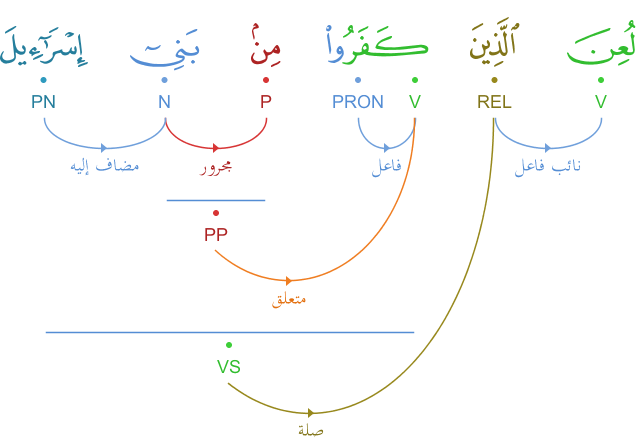 لُعِنَ ٱلَّذِينَ كَفَرُوا۟ مِنۢ بَنِىٓ إِسْرَٰٓءِيلَ
PN N P PRON V REL V
مضاف إليه مجرور فاعل نائب فاعل
PP
متعلق
VS
صلة